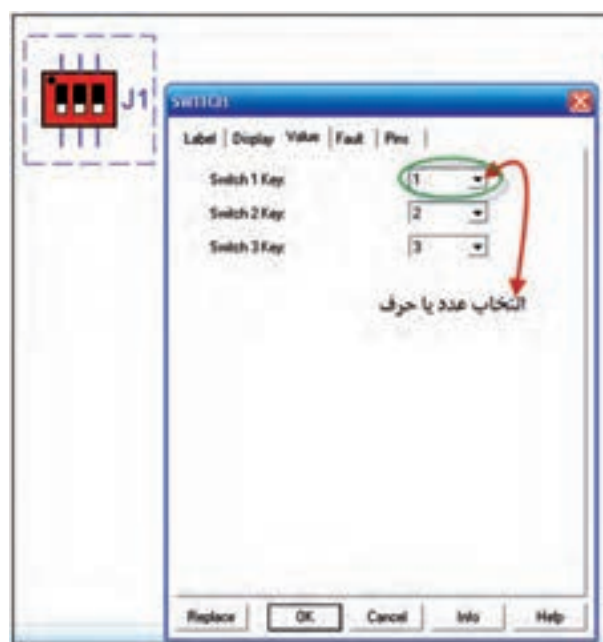 J1
SWITCH
Label Display Value Fault Pins
Switch 1 Key: 1
Switch 2 Key: 2
Switch 3 Key: 3
انتخاب عدد یا حرف
Replace OK Cancel Info Help